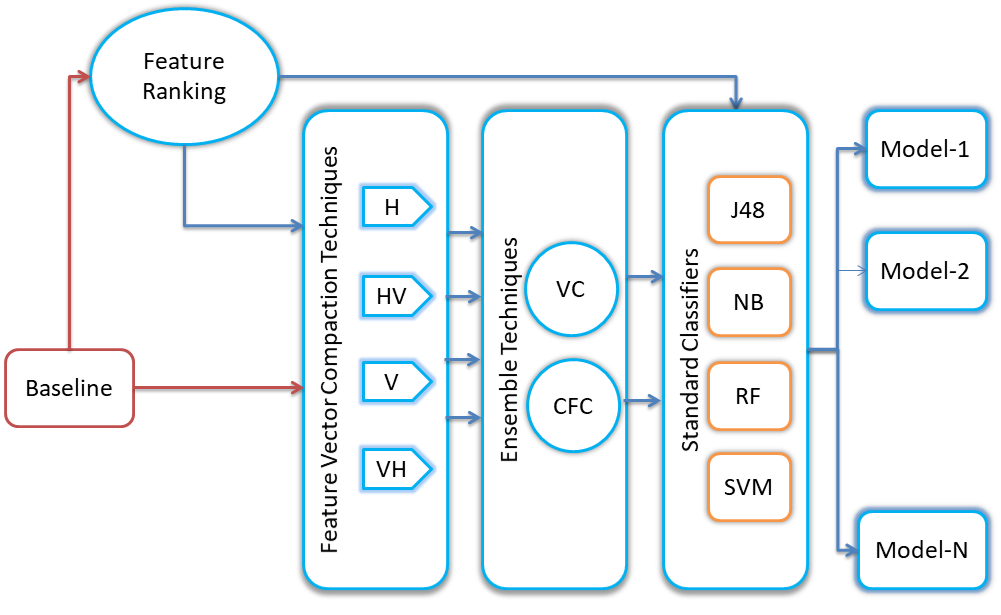 Feature
Ranking
Baseline
Feature Vector Compaction Techniques
H
HV
V
VH
Ensemble Techniques
VC
CFC
Standard Classifiers
J48
NB
RF
SVM
Model-1
Model-2
Model-N